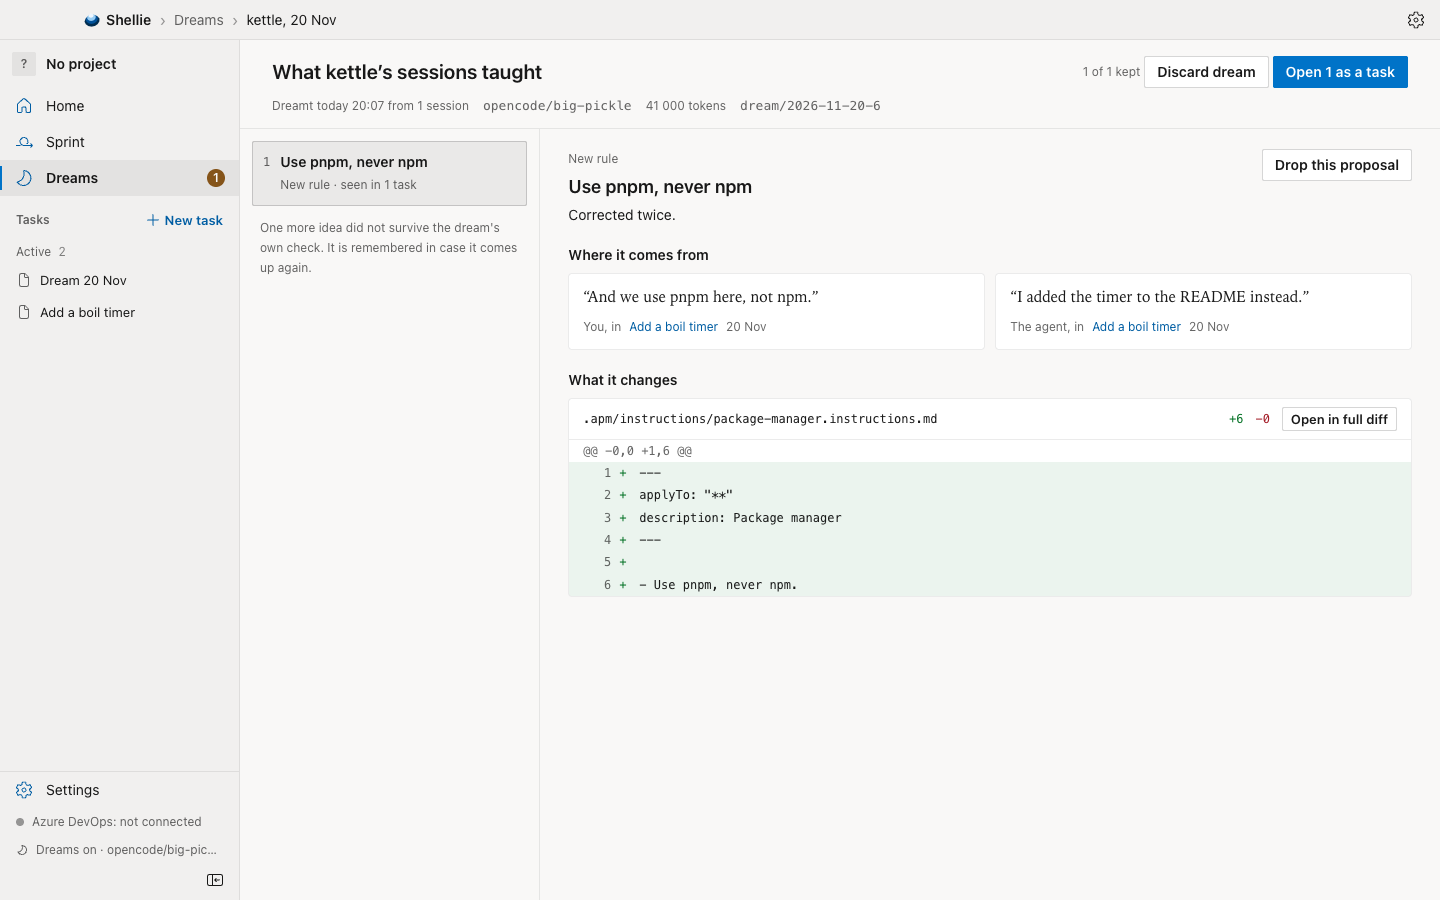 Shellie › Dreams › kettle, 20 Nov
? No project
Home
Sprint
Dreams 1
Tasks + New task
Active 2
Dream 20 Nov
Add a boil timer
Settings
Azure DevOps: not connected
Dreams on · opencode/big-pic…
What kettle’s sessions taught
1 of 1 kept Discard dream Open 1 as a task
Dreamt today 20:07 from 1 session opencode/big-pickle 41 000 tokens dream/2026-11-20-6
1 Use pnpm, never npm
New rule · seen in 1 task
One more idea did not survive the dream's
own check. It is remembered in case it comes
up again.
New rule
Drop this proposal
Use pnpm, never npm
Corrected twice.
Where it comes from
“And we use pnpm here, not npm.”
You, in Add a boil timer 20 Nov
“I added the timer to the README instead.”
The agent, in Add a boil timer 20 Nov
What it changes
.apm/instructions/package-manager.instructions.md +6 -0 Open in full diff
@@ -0,0 +1,6 @@
1 + ---
2 + applyTo: "**"
3 + description: Package manager
4 + ---
5 +
6 + - Use pnpm, never npm.